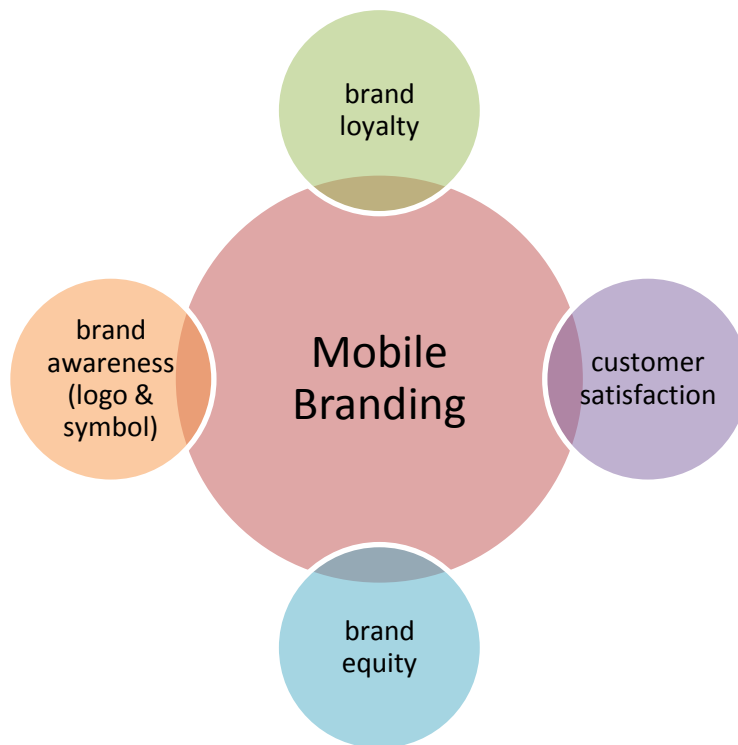 brand
loyalty
brand
awareness
(logo &
symbol)
Mobile
Branding
customer
satisfaction
brand
equity